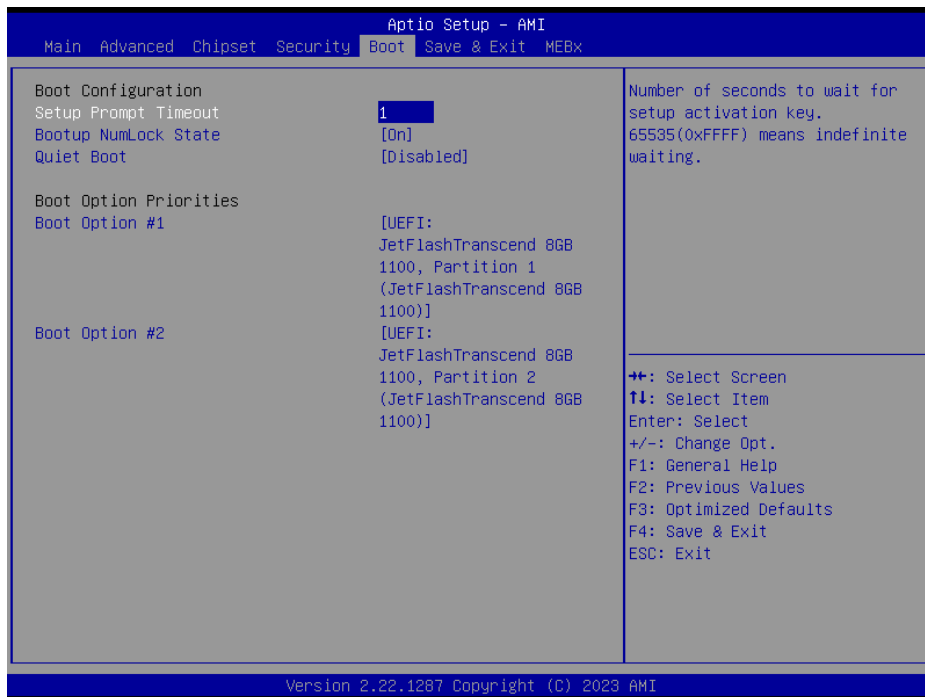 Aptio Setup – AMI
Main Advanced Chipset Security Boot Save & Exit MEBx
Boot Configuration
Setup Prompt Timeout 1
Bootup NumLock State [On]
Quiet Boot [Disabled]
Boot Option Priorities
Boot Option #1 [UEFI:
JetFlashTranscend 8GB
1100, Partition 1
(JetFlashTranscend 8GB
1100)]
Boot Option #2 [UEFI:
JetFlashTranscend 8GB
1100, Partition 2
(JetFlashTranscend 8GB
1100)]
Number of seconds to wait for
setup activation key.
65535(0xFFFF) means indefinite
waiting.
→←: Select Screen
↑↓: Select Item
Enter: Select
+/-: Change Opt.
F1: General Help
F2: Previous Values
F3: Optimized Defaults
F4: Save & Exit
ESC: Exit
Version 2.22.1287 Copyright (C) 2023 AMI